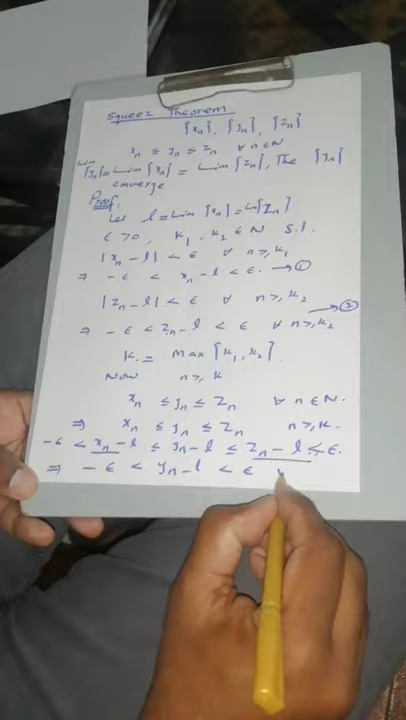 Squeez Theorem
{xn}, {yn}, {zn}
xn ≤ yn ≤ zn ∀ n∈N
Lim {yn} = Lim {xn} = Lim {zn}, The {yn}
converge
Proof:
Let l = Lim {xn} = {zn}
ε > 0, k1, k2 ∈ N S.t.
|xn - l| < ε ∀ n ≥ k1
⇒ - ε < xn - l < ε. → ①
|zn - l| < ε ∀ n ≥ k2
⇒ - ε < zn - l < ε ∀ n ≥ k2 → ②
K = max {k1, k2}.
Now n ≥ k
xn ≤ yn ≤ zn ∀ n ∈ N.
⇒ xn ≤ yn ≤ zn n ≥ k.
-ε < xn - l ≤ yn - l ≤ zn - l ≤ ε.
⇒ - ε < yn - l < ε